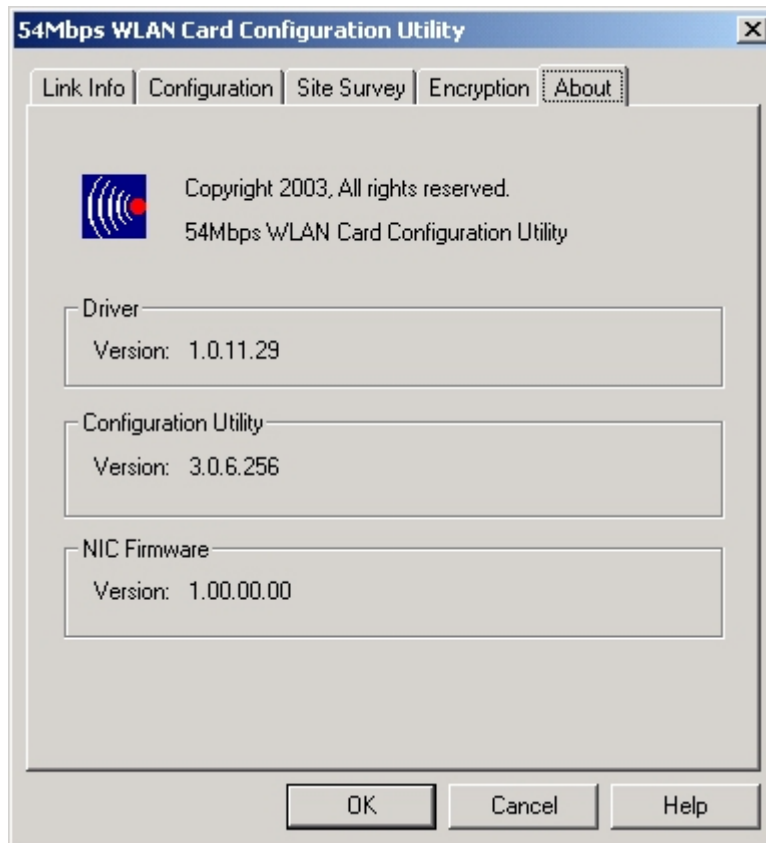 54Mbps WLAN Card Configuration Utility
Link Info Configuration Site Survey Encryption About
Copyright 2003, All rights reserved.
54Mbps WLAN Card Configuration Utility
Driver
Version: 1.0.11.29
Configuration Utility
Version: 3.0.6.256
NIC Firmware
Version: 1.00.00.00
OK Cancel Help